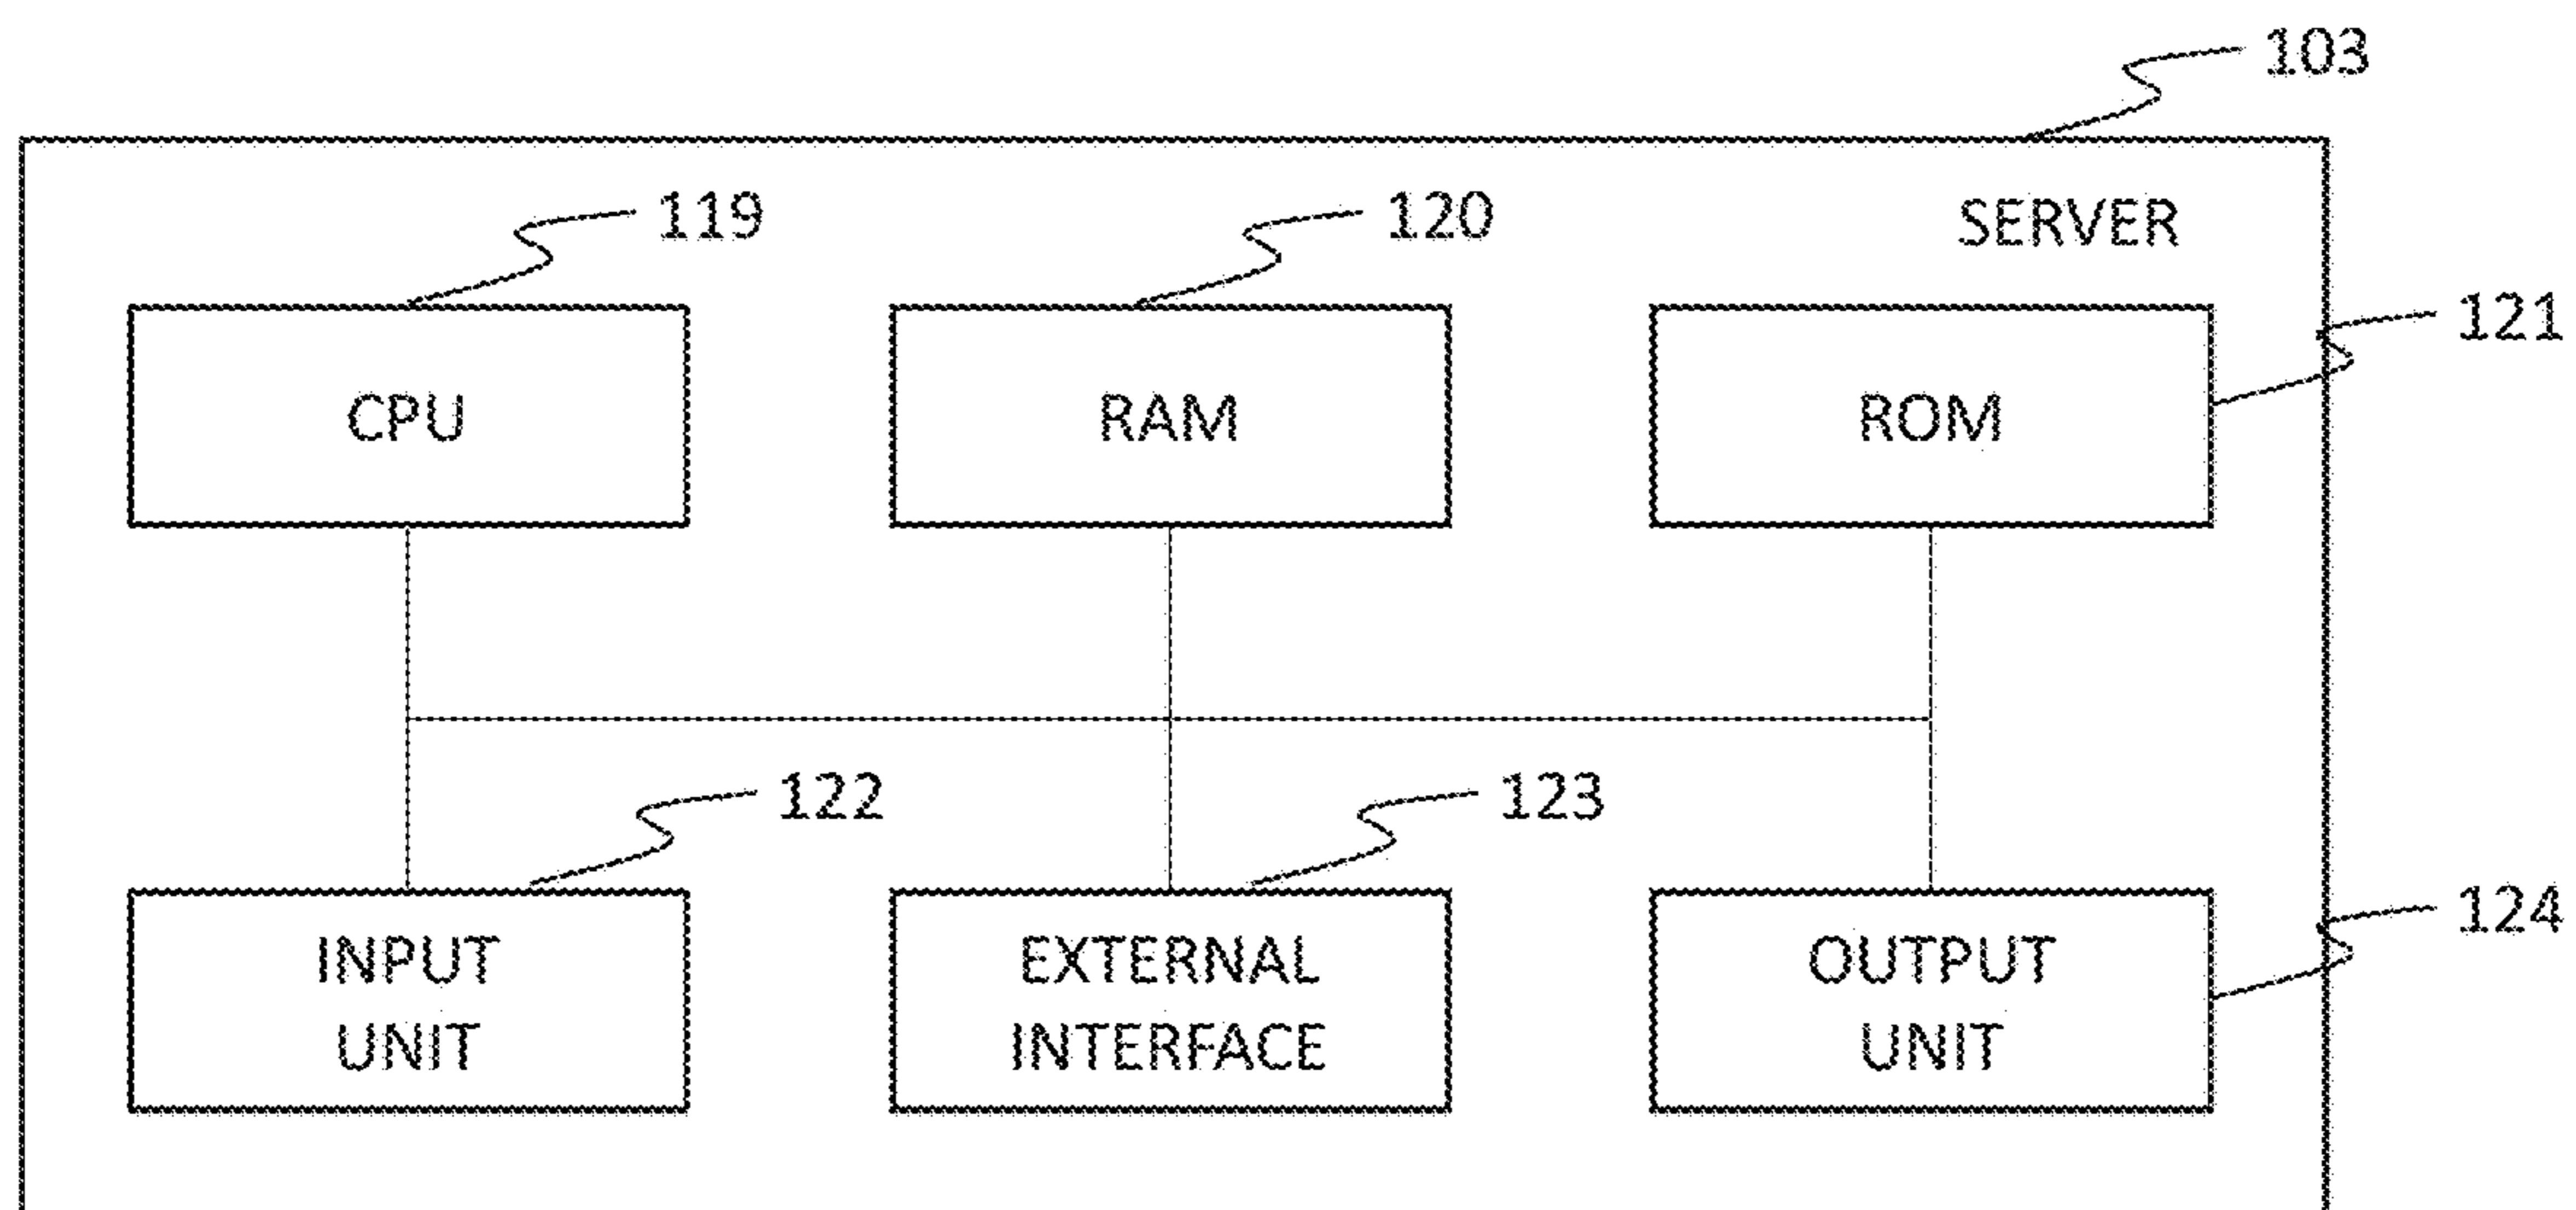 103
119
120
SERVER
121
CPU
RAM
ROM
122
123
124
INPUT
UNIT
EXTERNAL
INTERFACE
OUTPUT
UNIT